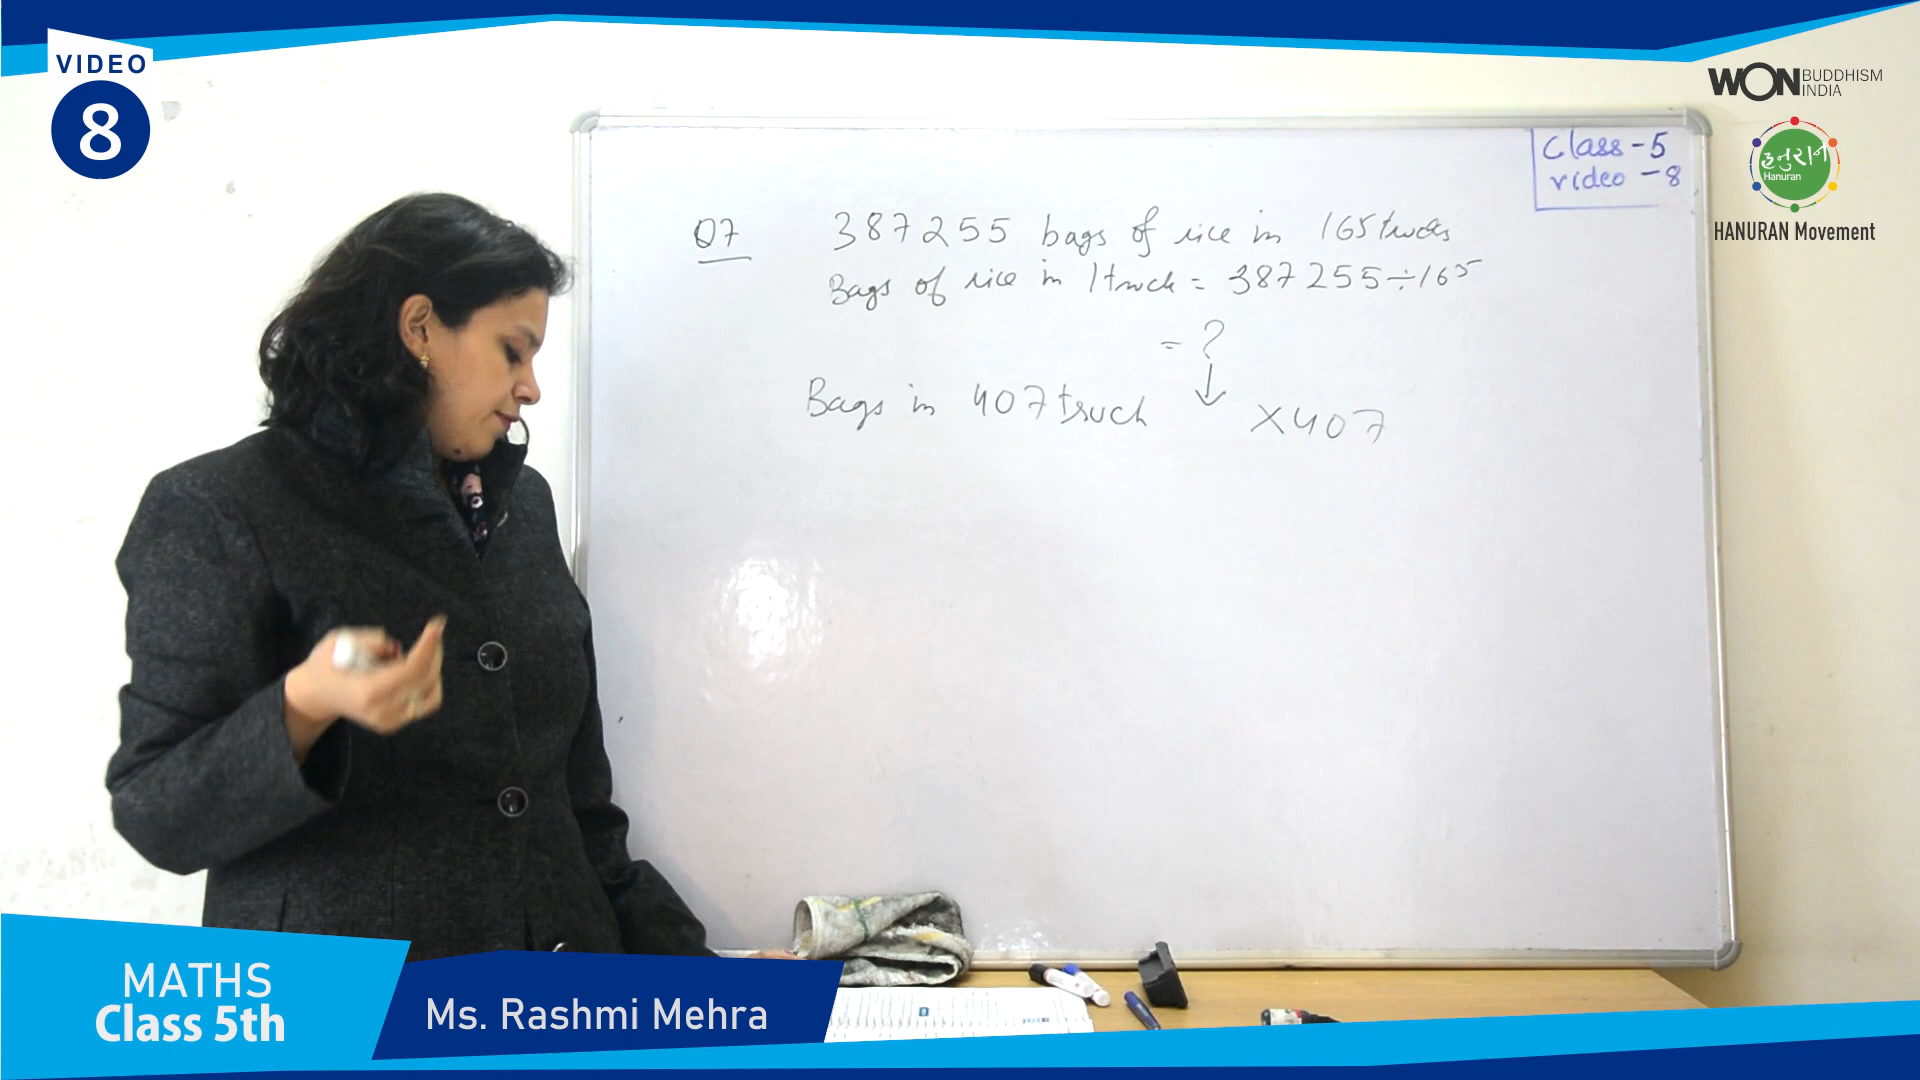 VIDEO
8
WON BUDDHISM INDIA
हनुरान
Hanuran
HANURAN Movement
Class-5
video-8
Q7 387255 bags of rice in 165 trucks
Bags of rice in 1 truck = 387255÷165
= ?
↓
Bags in 407 truck ×407
MATHS
Class 5th
Ms. Rashmi Mehra